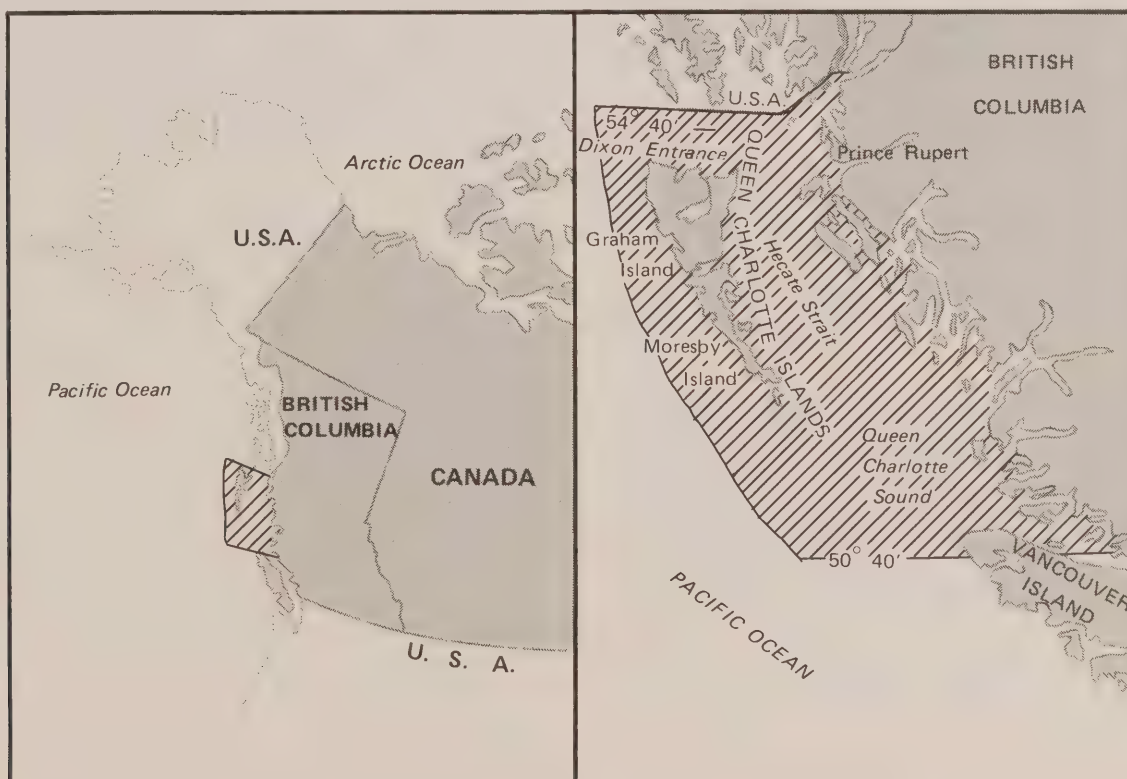 Arctic Ocean
U.S.A.
Pacific Ocean
BRITISH
COLUMBIA
CANADA
U. S. A.
BRITISH
COLUMBIA
U.S.A.
54° 40'
Dixon Entrance
Prince Rupert
QUEEN CHARLOTTE ISLANDS
Hecate Strait
Graham
Island
Moresby
Island
Queen
Charlotte
Sound
50° 40'
VANCOUVER
ISLAND
PACIFIC OCEAN